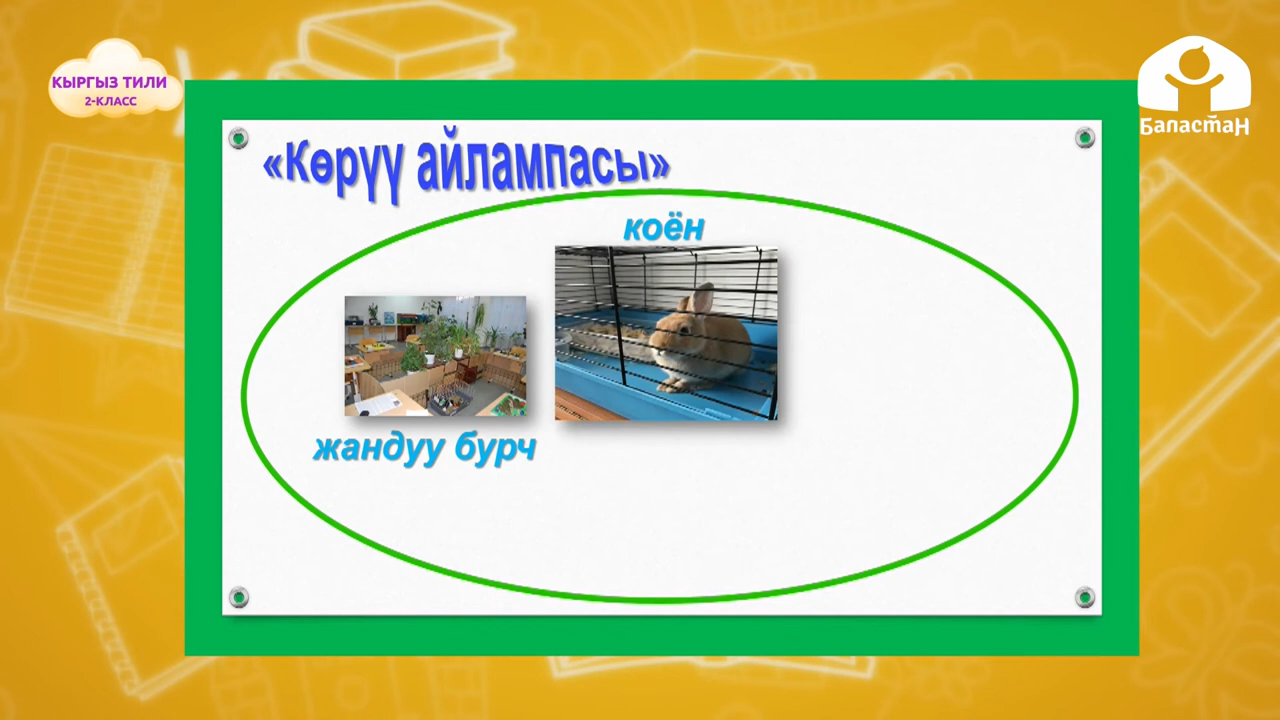 КЫРГЫЗ ТИЛИ
2-КЛАСС
Баластан
«Көрүү айлампасы»
коён
жандуу бурч